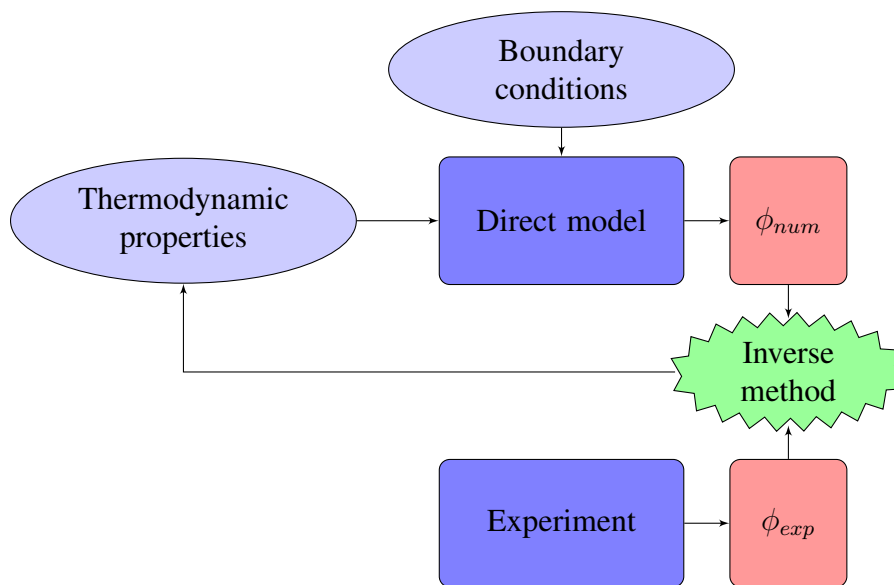 Boundary
conditions
Thermodynamic
properties
Direct model
ϕ_num
Inverse
method
Experiment
ϕ_exp